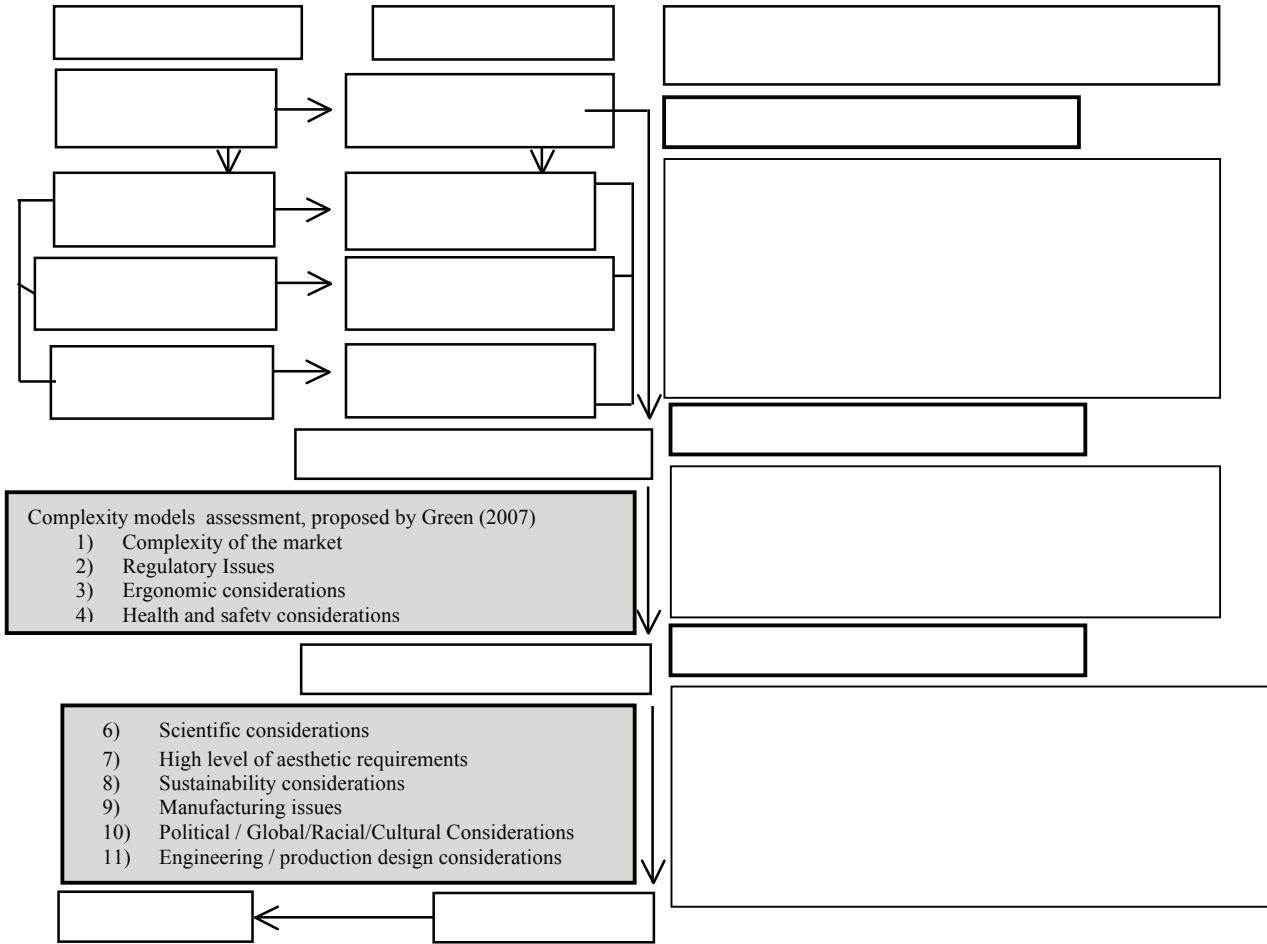 Complexity models assessment, proposed by Green (2007)
1) Complexity of the market
2) Regulatory Issues
3) Ergonomic considerations
4) Health and safety considerations
6) Scientific considerations
7) High level of aesthetic requirements
8) Sustainability considerations
9) Manufacturing issues
10) Political / Global/Racial/Cultural Considerations
11) Engineering / production design considerations